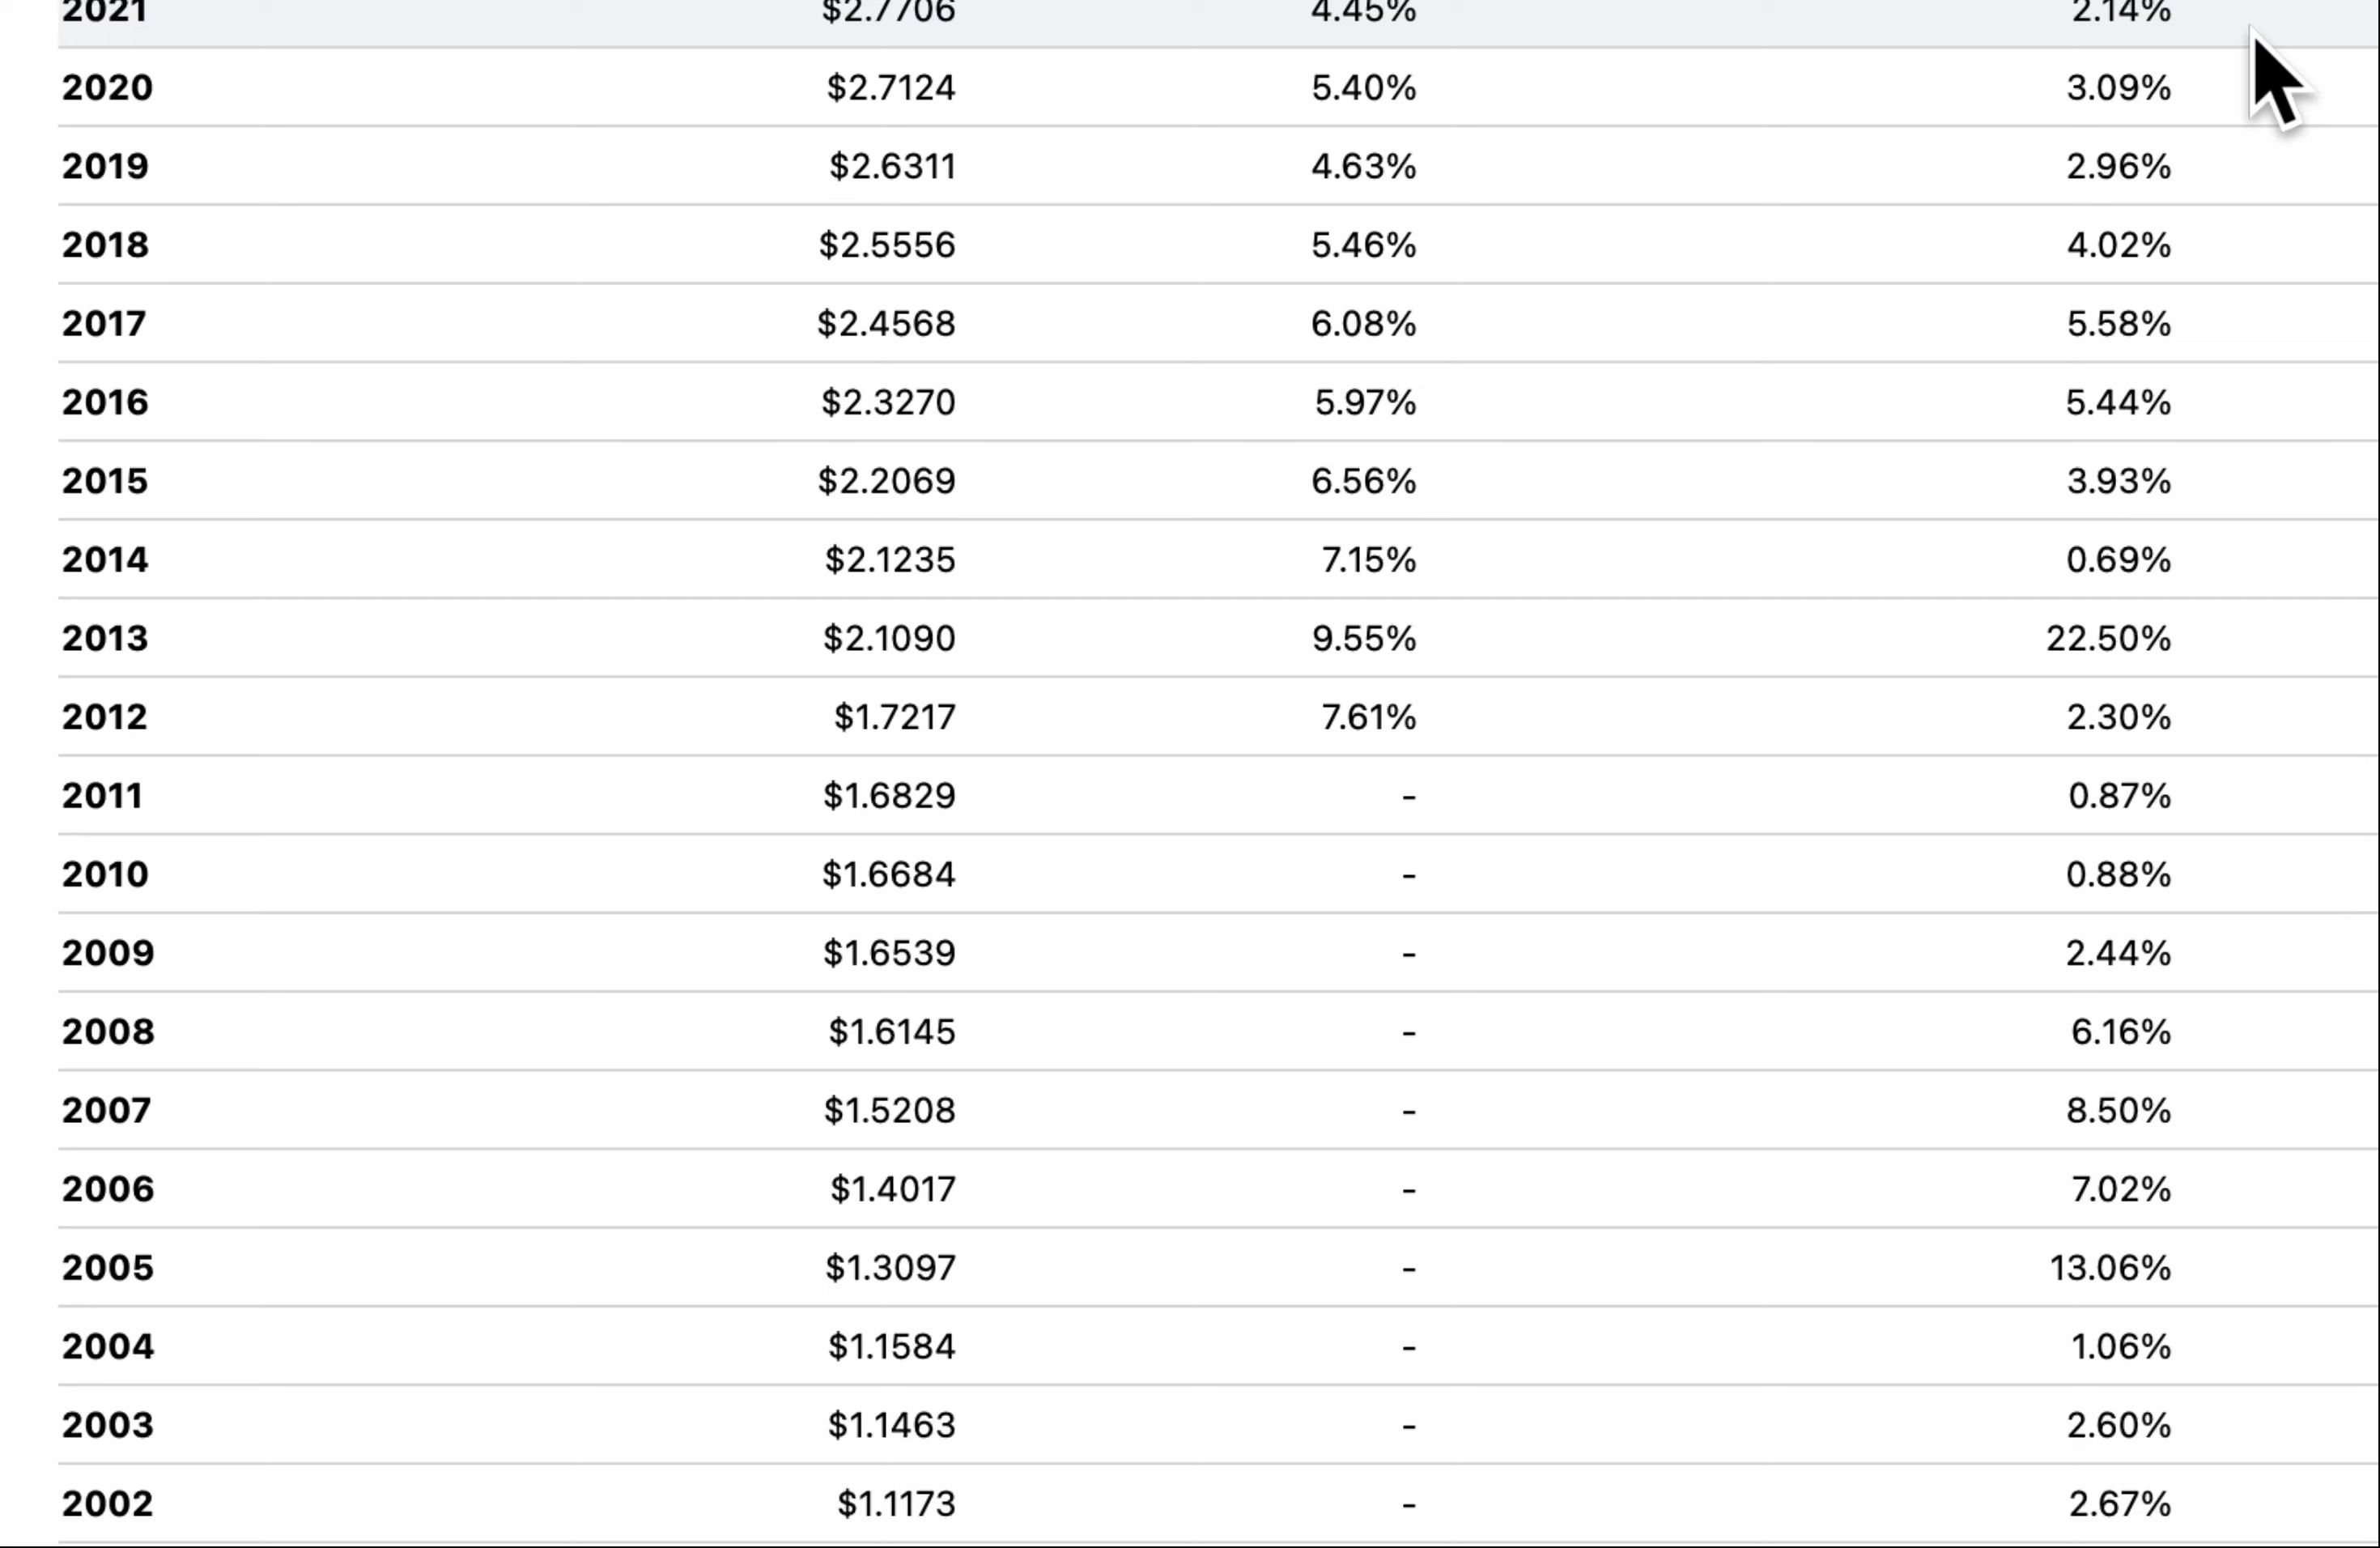 2021 $2.7706 4.45% 2.14%
2020 $2.7124 5.40% 3.09%
2019 $2.6311 4.63% 2.96%
2018 $2.5556 5.46% 4.02%
2017 $2.4568 6.08% 5.58%
2016 $2.3270 5.97% 5.44%
2015 $2.2069 6.56% 3.93%
2014 $2.1235 7.15% 0.69%
2013 $2.1090 9.55% 22.50%
2012 $1.7217 7.61% 2.30%
2011 $1.6829 - 0.87%
2010 $1.6684 - 0.88%
2009 $1.6539 - 2.44%
2008 $1.6145 - 6.16%
2007 $1.5208 - 8.50%
2006 $1.4017 - 7.02%
2005 $1.3097 - 13.06%
2004 $1.1584 - 1.06%
2003 $1.1463 - 2.60%
2002 $1.1173 - 2.67%